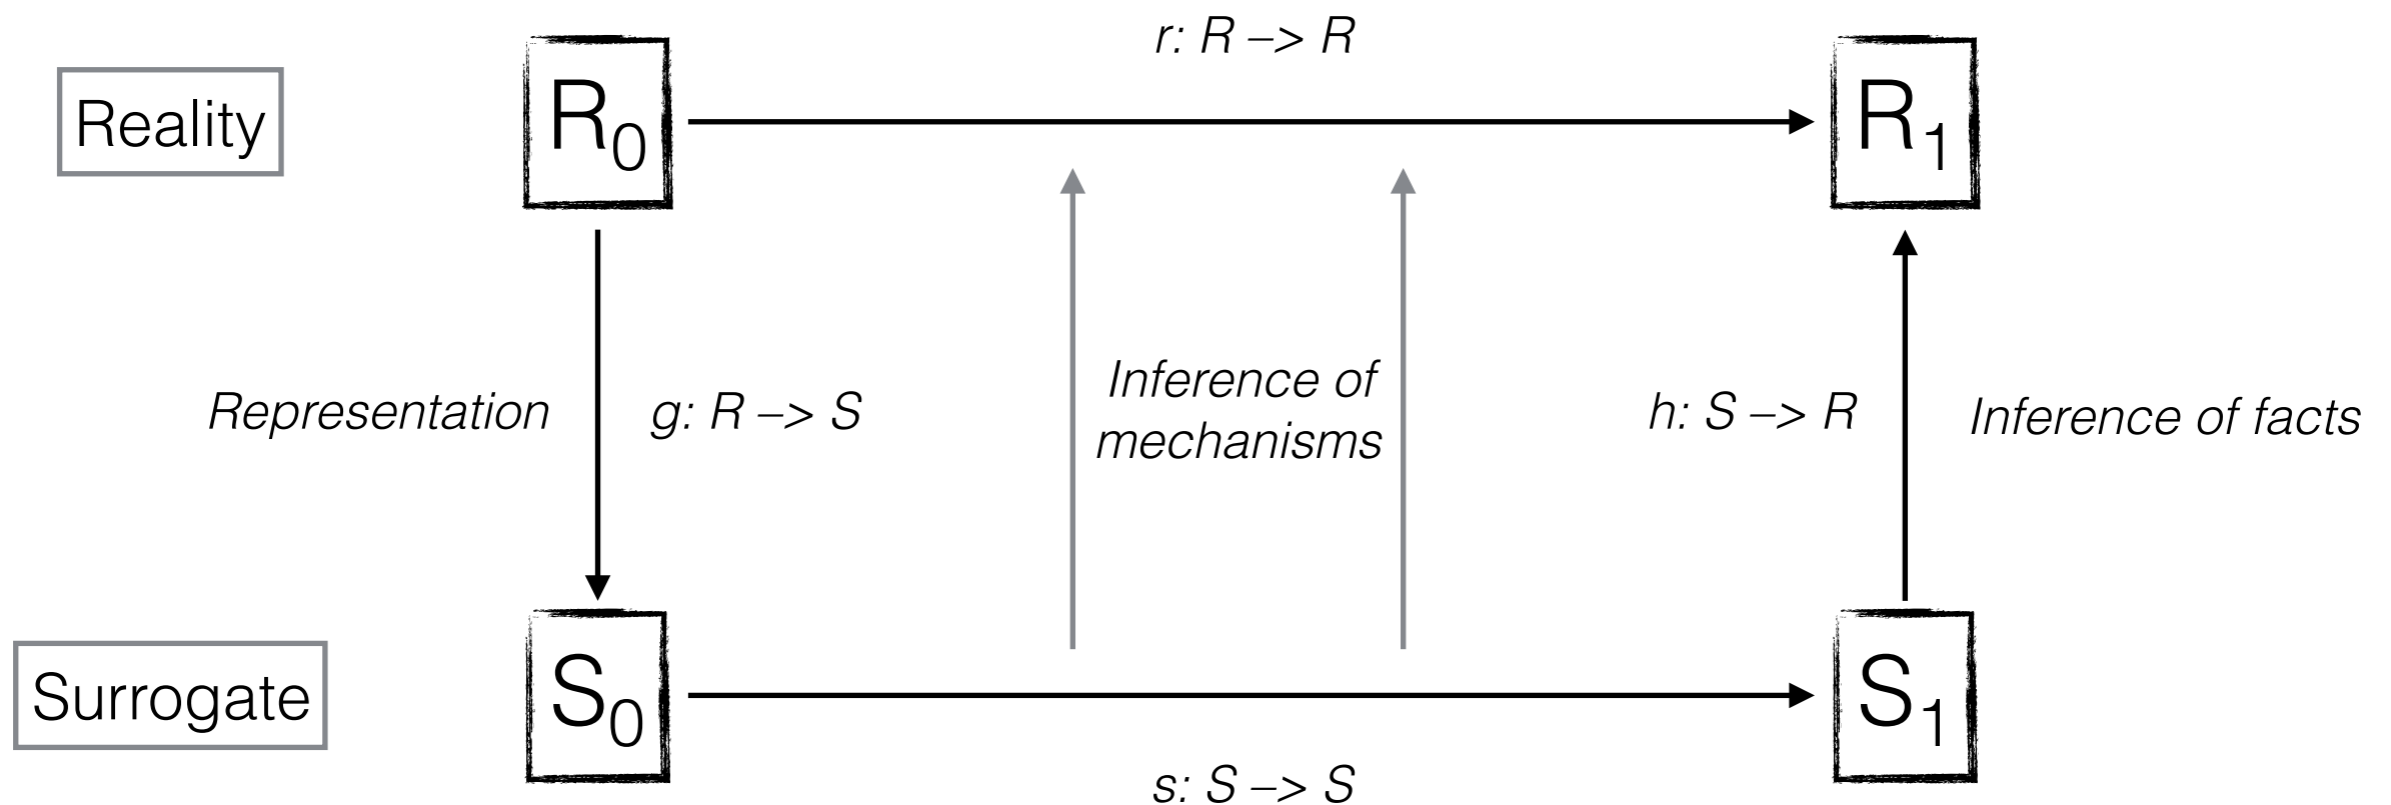 r: R –> R
Reality
R0
R1
Representation
g: R –> S
Inference of
mechanisms
h: S –> R
Inference of facts
Surrogate
S0
S1
s: S –> S